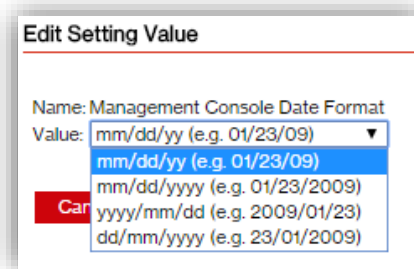 Edit Setting Value
Name: Management Console Date Format
Value: mm/dd/yy (e.g. 01/23/09)
mm/dd/yy (e.g. 01/23/09)
mm/dd/yyyy (e.g. 01/23/2009)
yyyy/mm/dd (e.g. 2009/01/23)
dd/mm/yyyy (e.g. 23/01/2009)